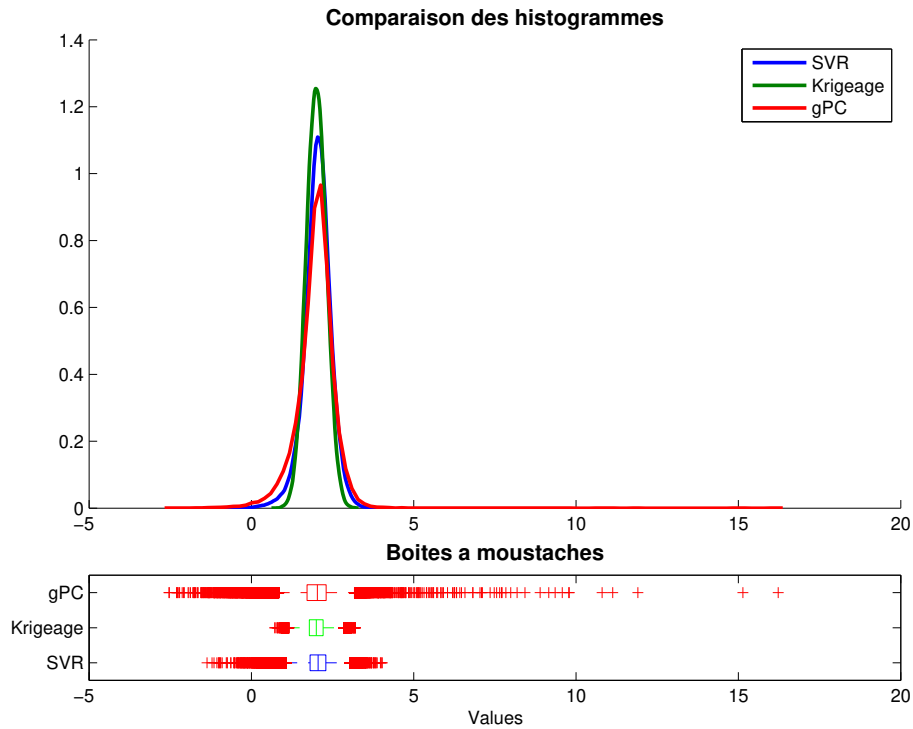 Comparaison des histogrammes
1.4
1.2
1
0.8
0.6
0.4
0.2
0
−5 0 5 10 15 20
SVR
Krigeage
gPC
Boites a moustaches
gPC
Krigeage
SVR
−5 0 5 10 15 20
Values